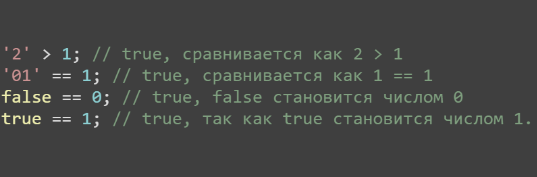 '2' > 1; // true, сравнивается как 2 > 1
'01' == 1; // true, сравнивается как 1 == 1
false == 0; // true, false становится числом 0
true == 1; // true, так как true становится числом 1.